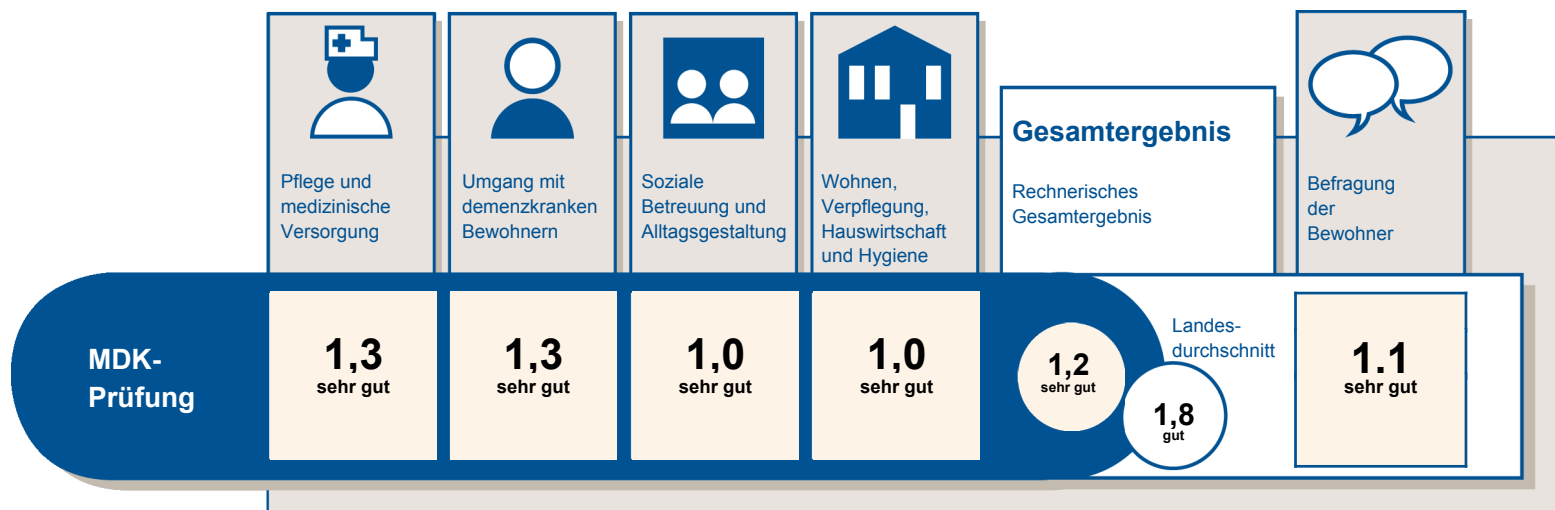 Pflege und
medizinische
Versorgung
Umgang mit
demenzkranken
Bewohnern
Soziale
Betreuung und
Alltagsgestaltung
Wohnen,
Verpflegung,
Hauswirtschaft
und Hygiene
Gesamtergebnis
Rechnerisches
Gesamtergebnis
Befragung
der
Bewohner
MDK-
Prüfung
1,3
sehr gut
1,3
sehr gut
1,0
sehr gut
1,0
sehr gut
1,2
sehr gut
Landes-
durchschnitt
1,8
gut
1.1
sehr gut